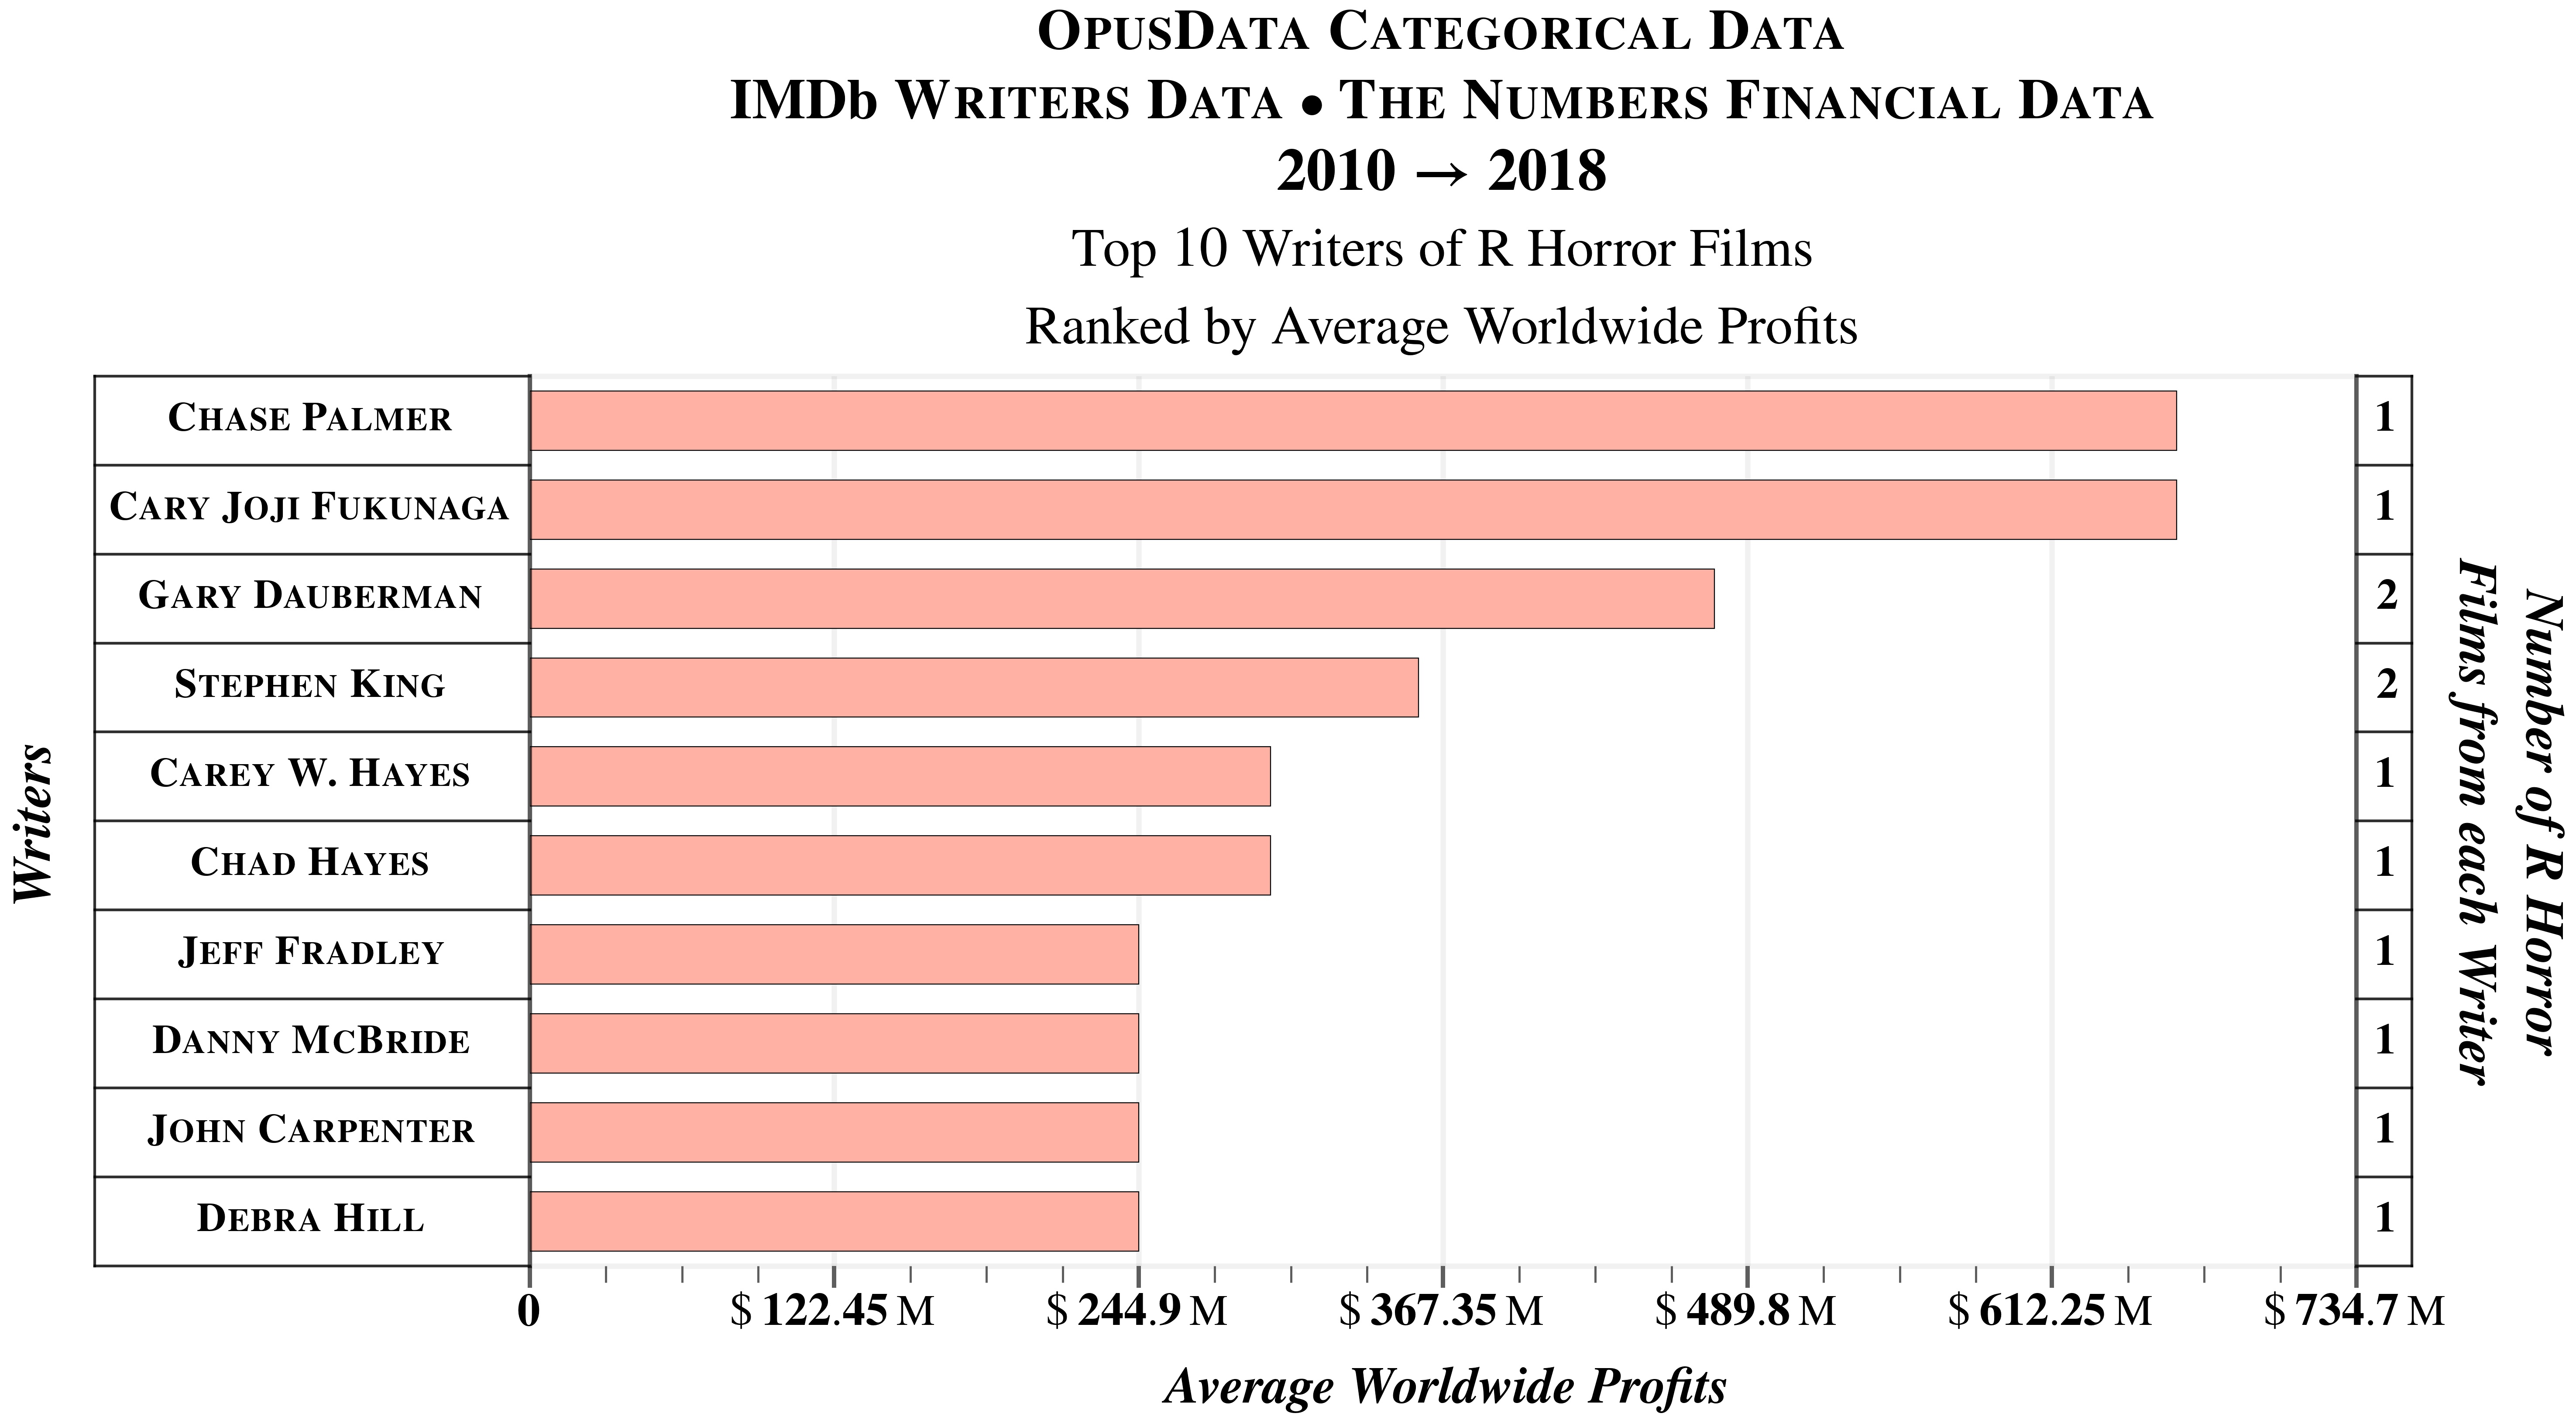 OpusData Categorical Data
IMDb Writers Data • The Numbers Financial Data
2010 → 2018
Top 10 Writers of R Horror Films
Ranked by Average Worldwide Profits
Writers
Chase Palmer 1
Cary Joji Fukunaga 1
Gary Dauberman 2
Stephen King 2
Carey W. Hayes 1
Chad Hayes 1
Jeff Fradley 1
Danny McBride 1
John Carpenter 1
Debra Hill 1
Number of R Horror
Films from each Writer
0 $ 122.45 M $ 244.9 M $ 367.35 M $ 489.8 M $ 612.25 M $ 734.7 M
Average Worldwide Profits